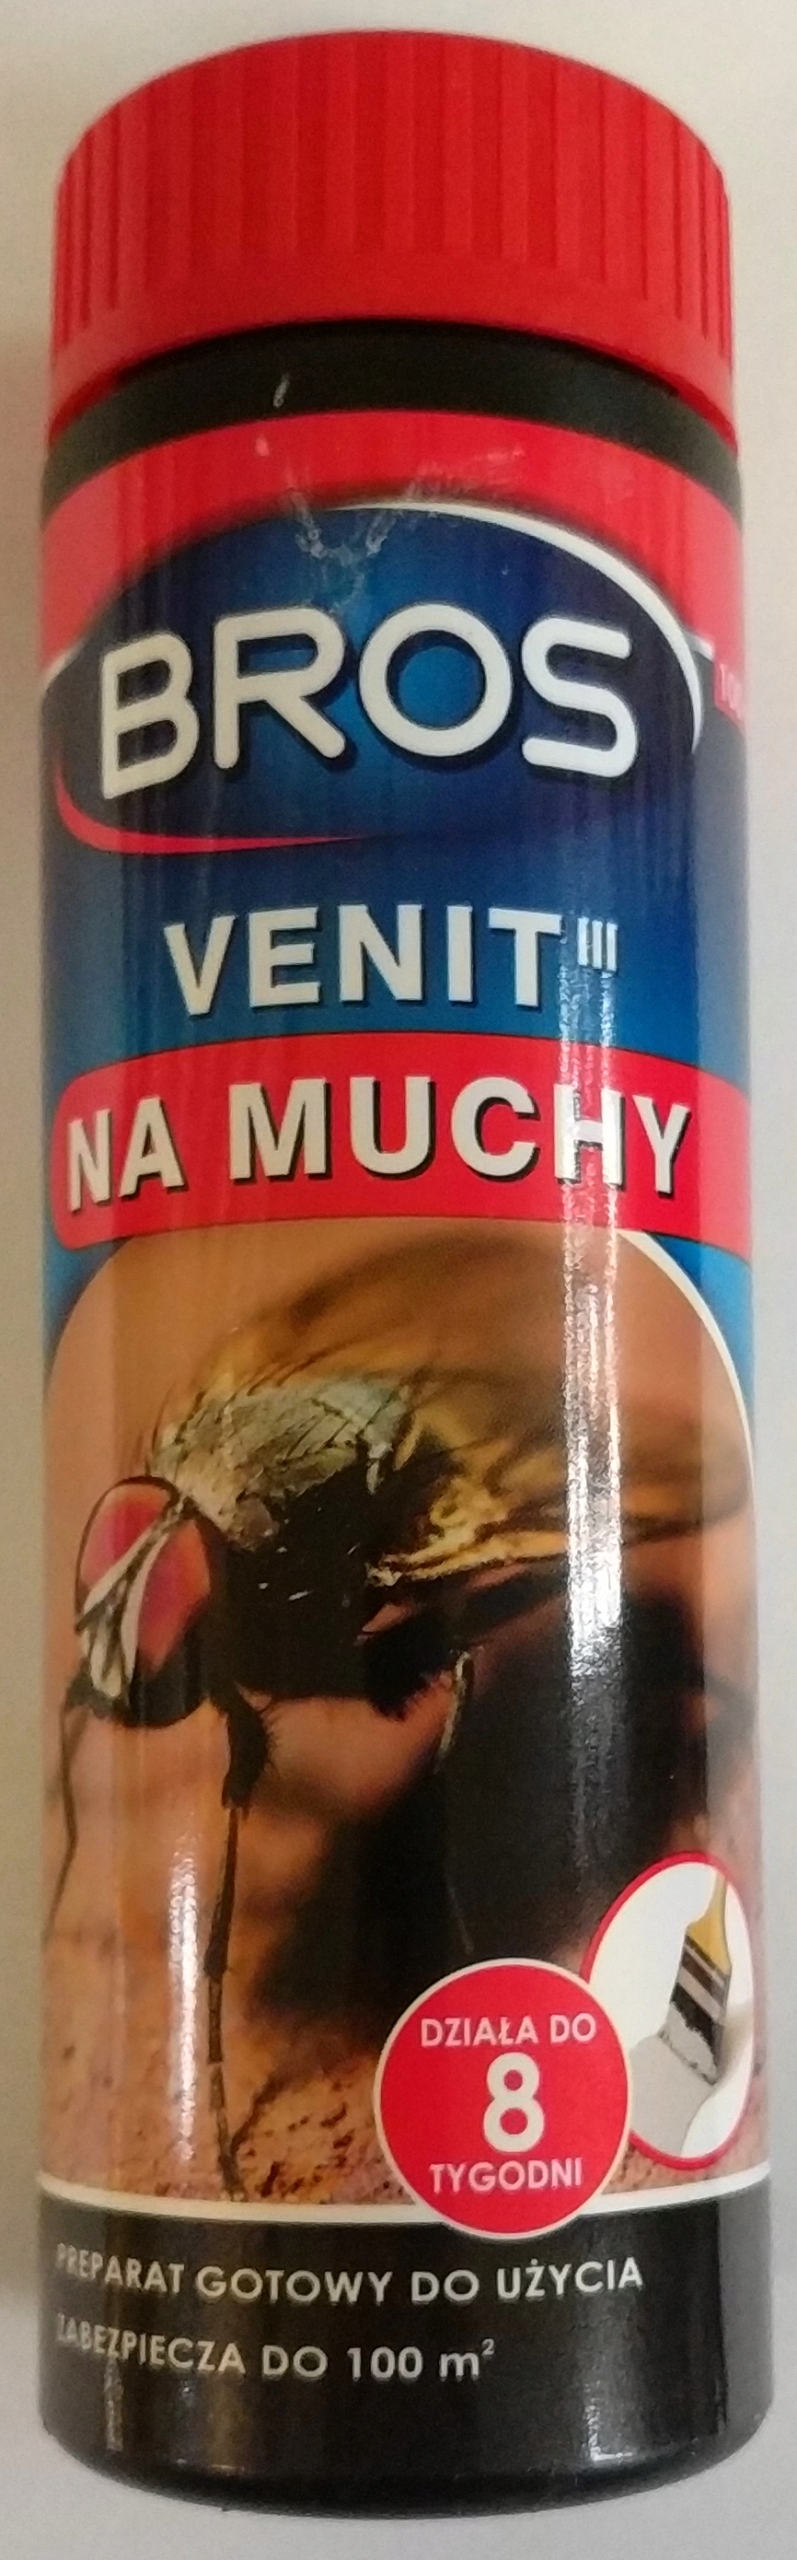 BROS
VENIT III
NA MUCHY
DZIAŁA DO
8
TYGODNI
PREPARAT GOTOWY DO UŻYCIA
ZABEZPIECZA DO 100 m²